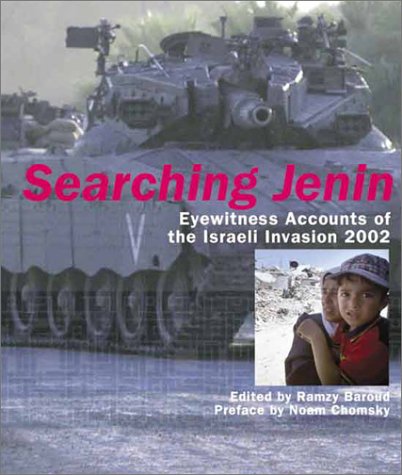 Searching Jenin
Eyewitness Accounts of
the Israeli Invasion 2002
Edited by Ramzy Baroud
Preface by Noam Chomsky